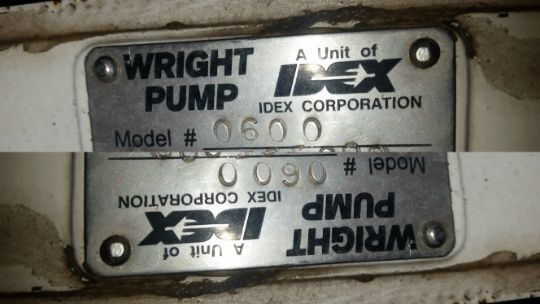 WRIGHT
PUMP
A Unit of
IDEX
IDEX CORPORATION
Model # 0600
Model # 0600
IDEX CORPORATION
PUMP
IDEX
WRIGHT
A Unit of